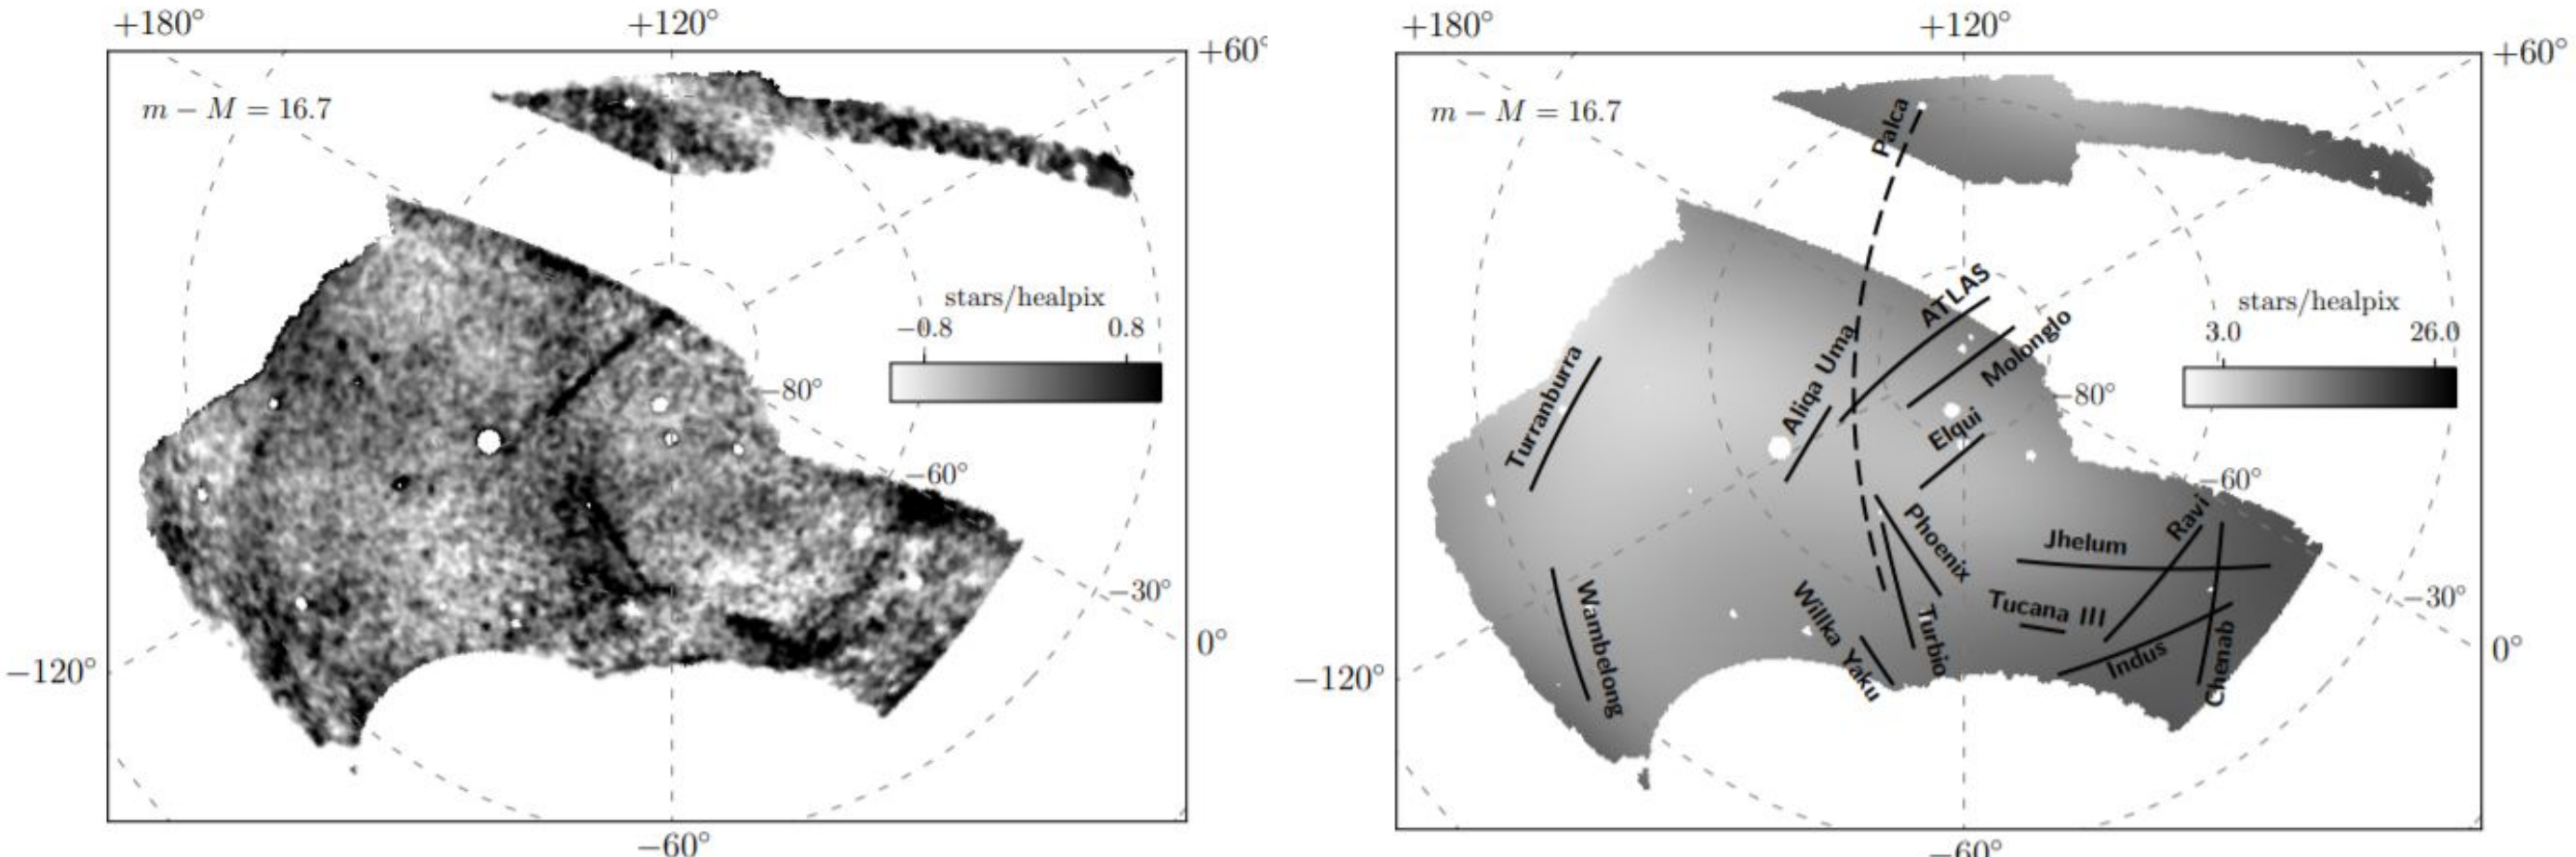 +180°
+120°
+60°
m − M = 16.7
stars/healpix
−0.8
0.8
−80°
−60°
−30°
0°
−120°
−60°
+180°
+120°
+60°
m − M = 16.7
Palca
ATLAS
stars/healpix
3.0
26.0
Molonglo
Aliqa Uma
Turranburra
−80°
Elqui
−60°
Ravi
Phoenix
Jhelum
Wambelong
Willka Yaku
Turbio
Tucana III
−30°
Indus
Chenab
0°
−120°
−60°